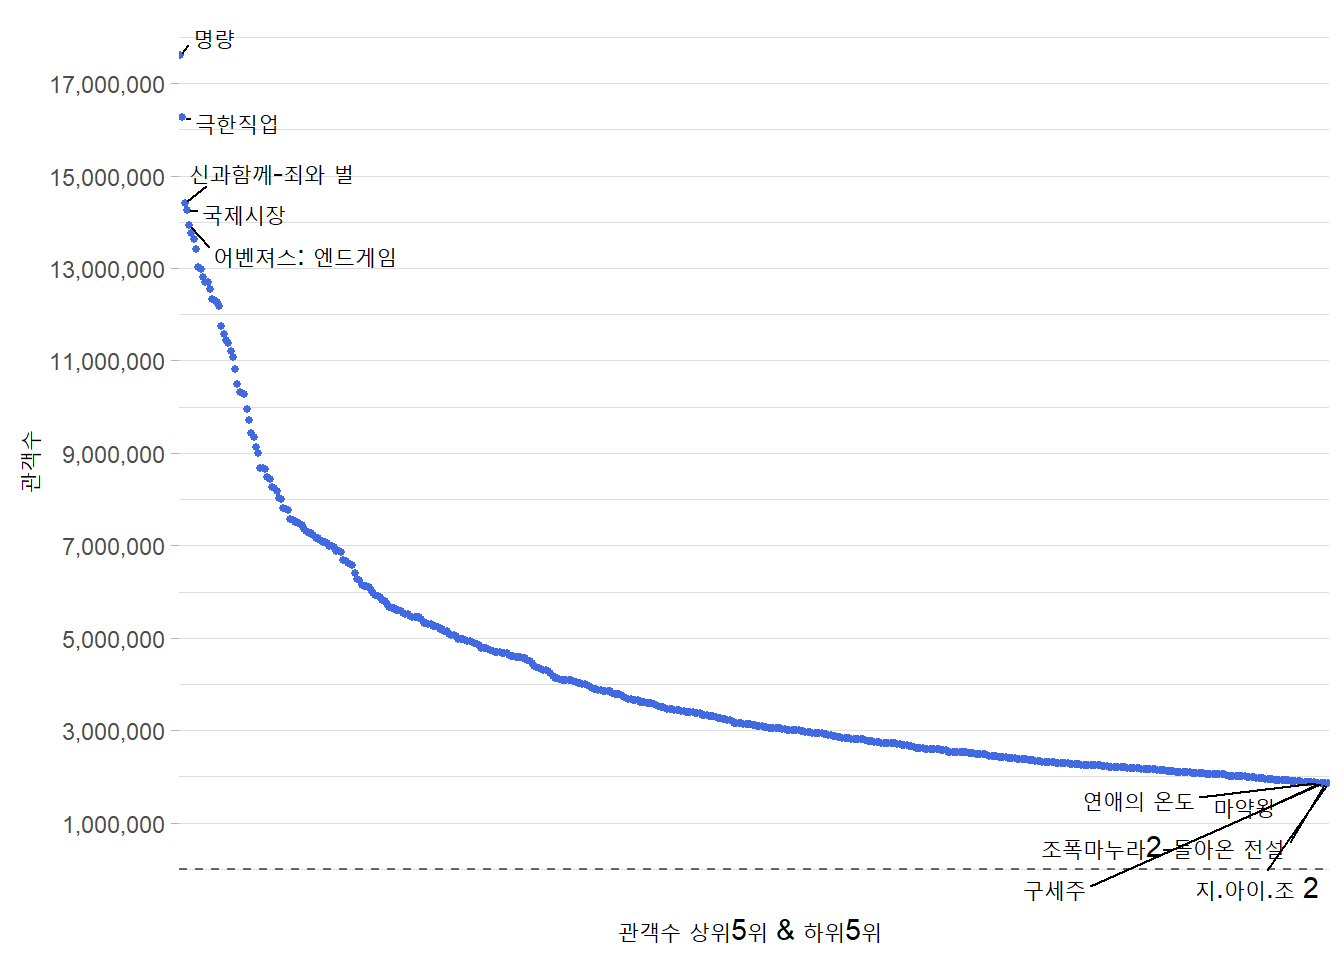 명량
17,000,000
극한직업
15,000,000
신과함께-죄와 벌
국제시장
어벤져스: 엔드게임
13,000,000
11,000,000
9,000,000
관객수
7,000,000
5,000,000
3,000,000
1,000,000
연애의 온도
마약왕
조폭마누라2-돌아온 전설
구세주
지.아이.조 2
관객수 상위5위 & 하위5위